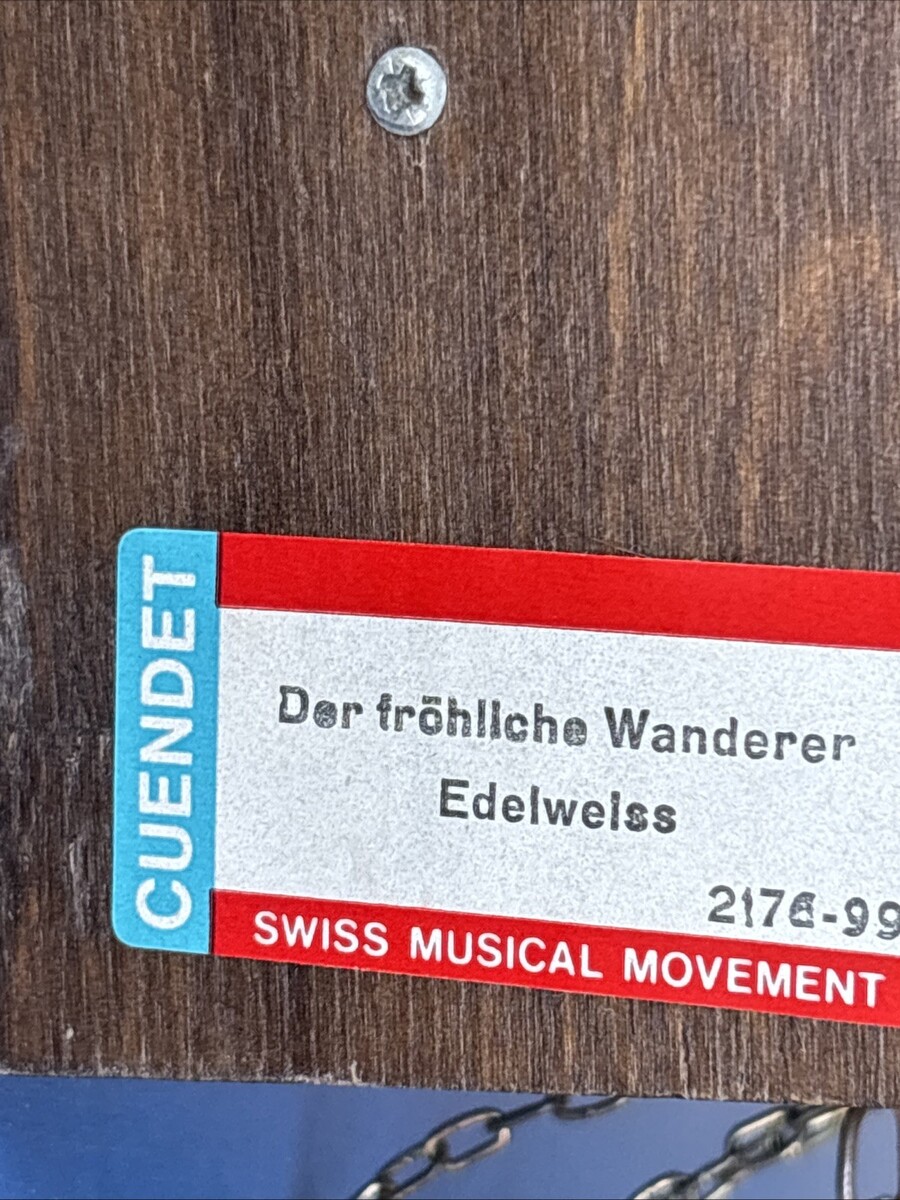 CUENDET
Der fröhliche Wanderer
Edelweiss
SWISS MUSICAL MOVEMENT